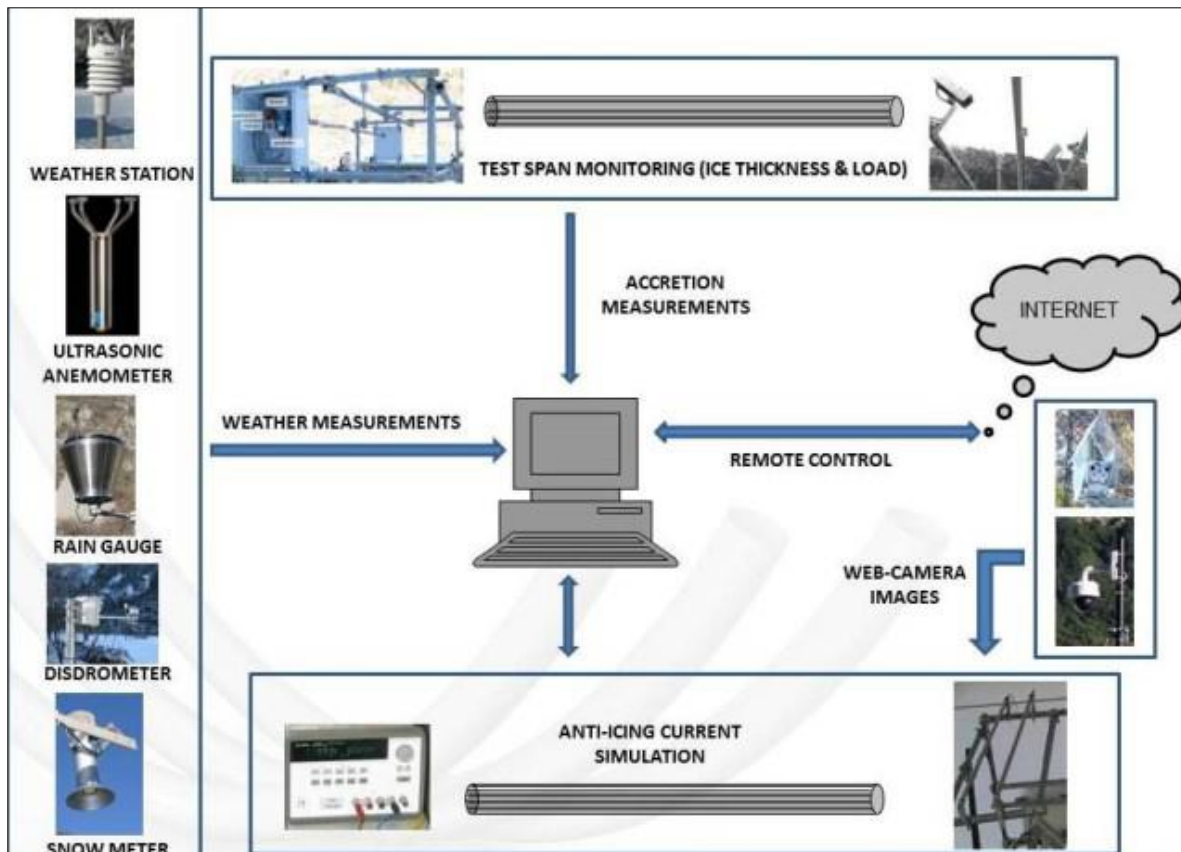 WEATHER STATION
ULTRASONIC
ANEMOMETER
RAIN GAUGE
DISDROMETER
SNOW METER
TEST SPAN MONITORING (ICE THICKNESS & LOAD)
ACCRETION
MEASUREMENTS
INTERNET
WEATHER MEASUREMENTS
REMOTE CONTROL
WEB-CAMERA
IMAGES
ANTI-ICING CURRENT
SIMULATION